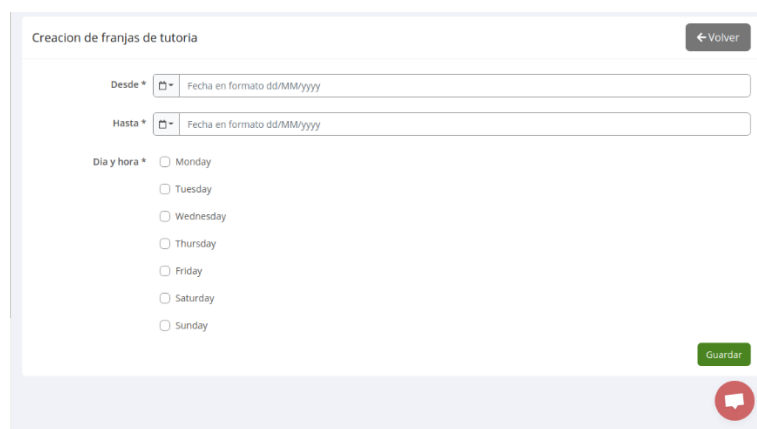 Creacion de franjas de tutoria
Volver
Desde *
Fecha en formato dd/MM/yyyy
Hasta *
Fecha en formato dd/MM/yyyy
Dia y hora *
Monday
Tuesday
Wednesday
Thursday
Friday
Saturday
Sunday
Guardar